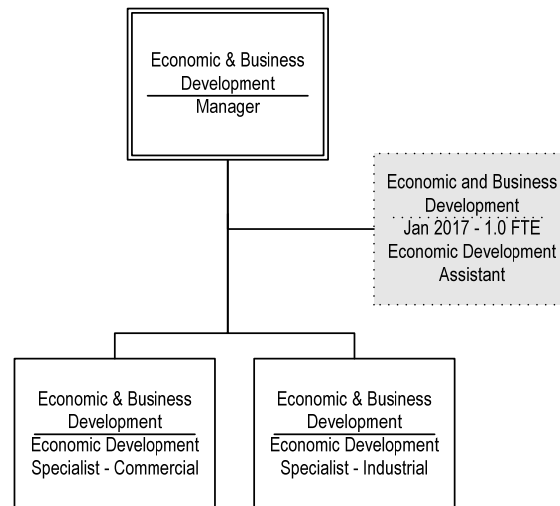 Economic & Business
Development
Manager
Economic and Business
Development
Jan 2017 - 1.0 FTE
Economic Development
Assistant
Economic & Business
Development
Economic Development
Specialist - Commercial
Economic & Business
Development
Economic Development
Specialist - Industrial